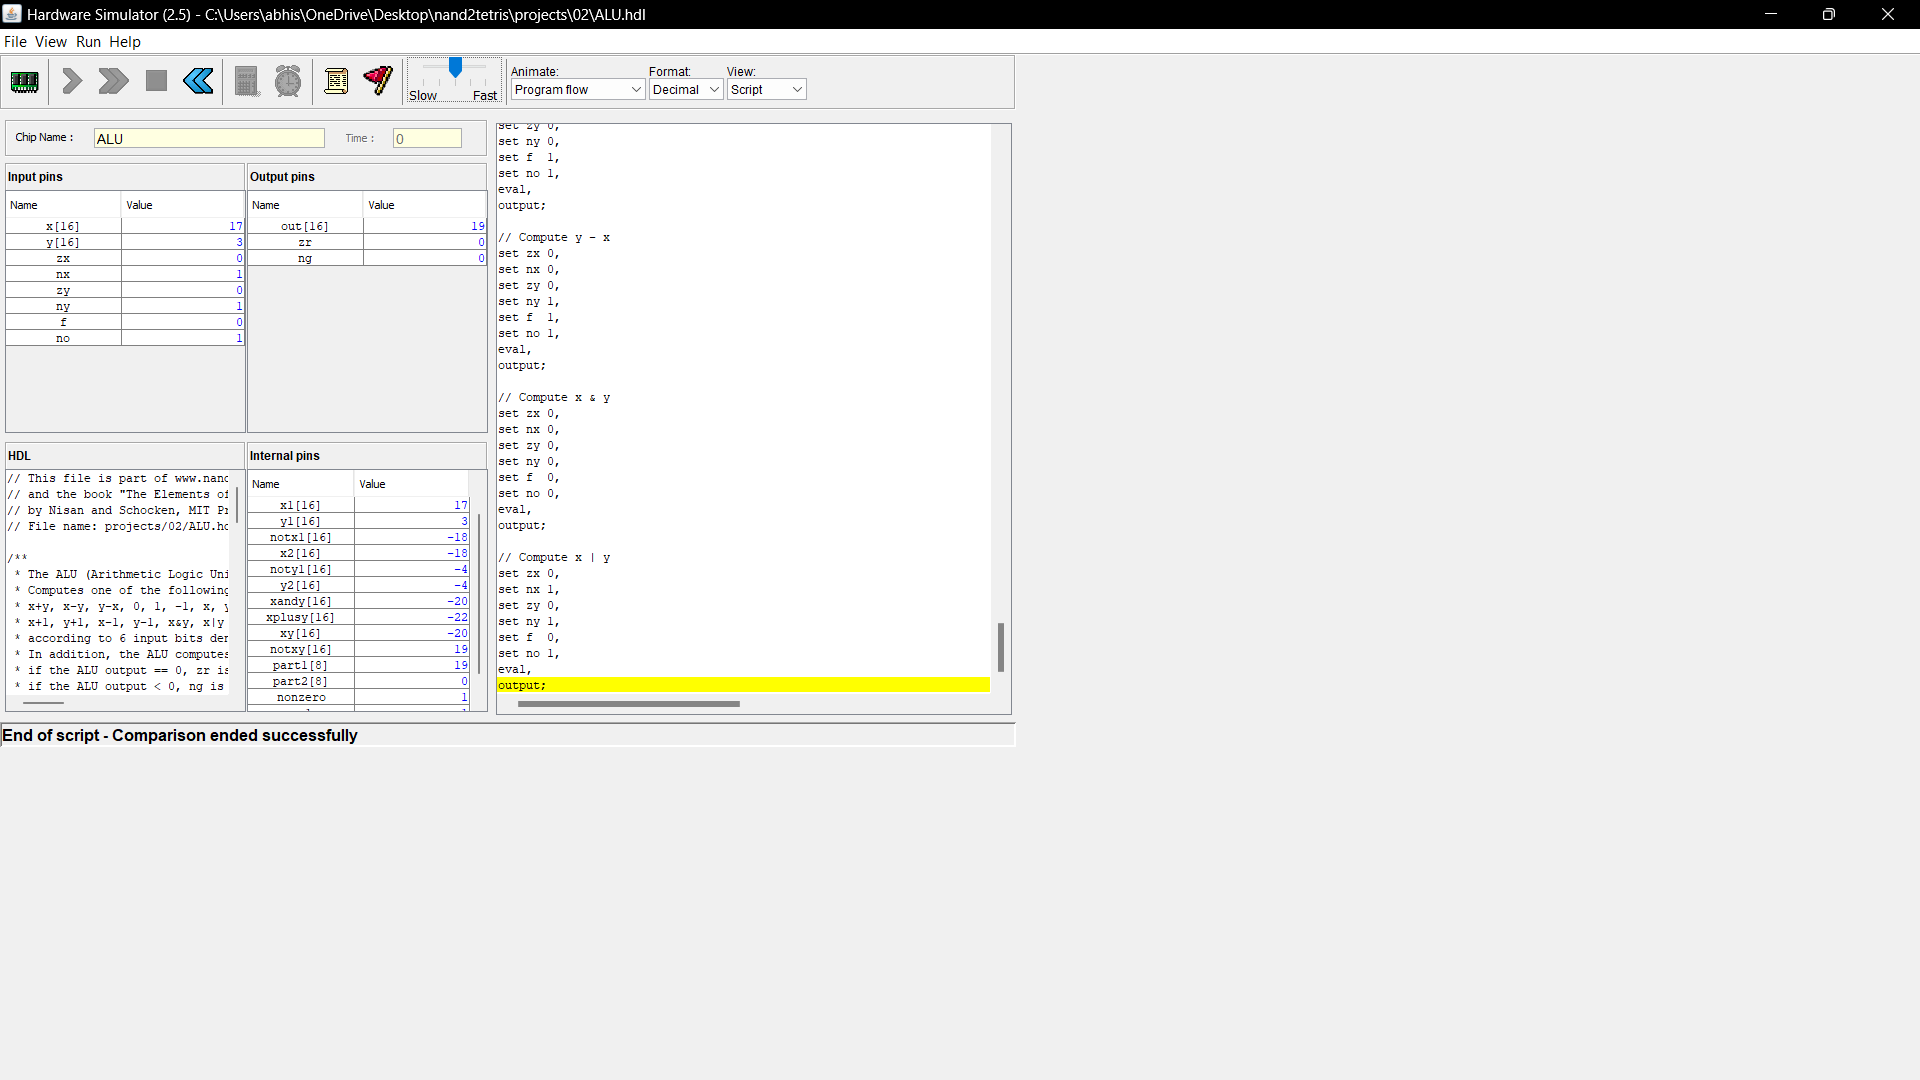 Hardware Simulator (2.5) - C:\Users\abhis\OneDrive\Desktop\nand2tetris\projects\02\ALU.hdl
File View Run Help
Slow Fast
Animate:
Program flow
Format:
Decimal
View:
Script
Chip Name :
ALU
Time :
0
Input pins
Name Value
x[16] 17
y[16] 3
zx 0
nx 1
zy 0
ny 1
f 0
no 1
Output pins
Name Value
out[16] 19
zr 0
ng 0
HDL
// This file is part of www.nanc
// and the book "The Elements of
// by Nisan and Schocken, MIT Pr
// File name: projects/02/ALU.hd
/**
* The ALU (Arithmetic Logic Uni
* Computes one of the following
* x+y, x-y, y-x, 0, 1, -1, x, y
* x+1, y+1, x-1, y-1, x&y, x|y
* according to 6 input bits den
* In addition, the ALU computes
* if the ALU output == 0, zr is
* if the ALU output < 0, ng is
Internal pins
Name Value
x1[16] 17
y1[16] 3
notx1[16] -18
x2[16] -18
noty1[16] -4
y2[16] -4
xandy[16] -20
xplusy[16] -22
xy[16] -20
notxy[16] 19
part1[8] 19
part2[8] 0
nonzero 1
set zy 0,
set ny 0,
set f 1,
set no 1,
eval,
output;
// Compute y - x
set zx 0,
set nx 0,
set zy 0,
set ny 1,
set f 1,
set no 1,
eval,
output;
// Compute x & y
set zx 0,
set nx 0,
set zy 0,
set ny 0,
set f 0,
set no 0,
eval,
output;
// Compute x | y
set zx 0,
set nx 1,
set zy 0,
set ny 1,
set f 0,
set no 1,
eval,
output;
End of script - Comparison ended successfully